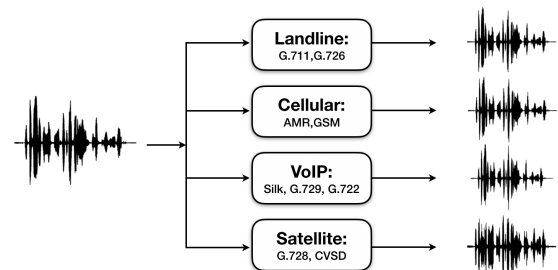 Landline:
G.711,G.726
Cellular:
AMR,GSM
VoIP:
Silk, G.729, G.722
Satellite:
G.728, CVSD